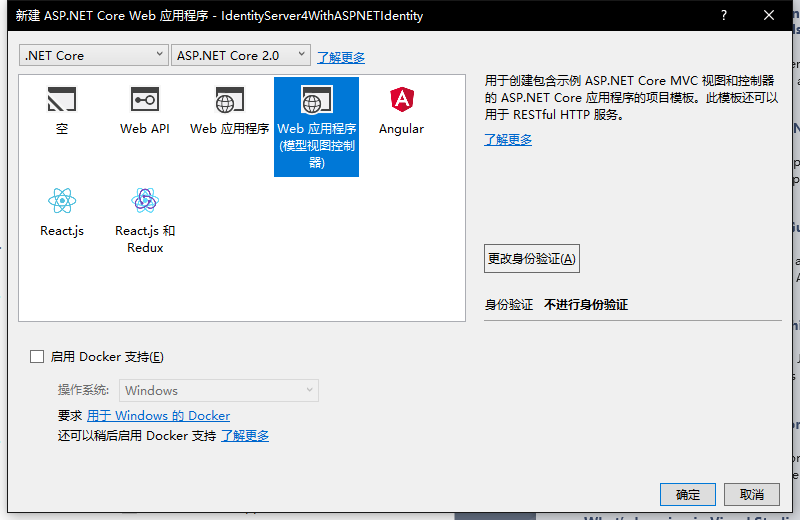 新建 ASP.NET Core Web 应用程序 - IdentityServer4WithASPNETIdentity
.NET Core
ASP.NET Core 2.0
了解更多
空
Web API
Web 应用程序
Web 应用程序
(模型视图控制
器)
Angular
React.js
React.js 和
Redux
用于创建包含示例 ASP.NET Core MVC 视图和控制器
的 ASP.NET Core 应用程序的项目模板。此模板还可以
用于 RESTful HTTP 服务。
了解更多
更改身份验证(A)
身份验证 不进行身份验证
启用 Docker 支持(E)
操作系统: Windows
要求 用于 Windows 的 Docker
还可以稍后启用 Docker 支持 了解更多
确定
取消